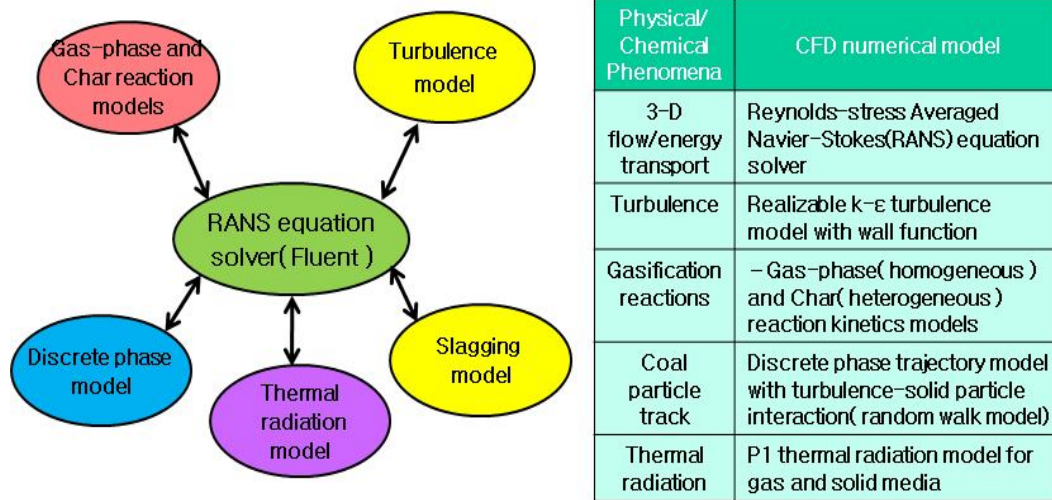 Gas-phase and
Char reaction
models
Turbulence
model
RANS equation
solver( Fluent )
Discrete phase
model
Thermal
radiation
model
Slagging
model
Physical/
Chemical
Phenomena
CFD numerical model
3-D
flow/energy
transport
Reynolds-stress Averaged
Navier-Stokes(RANS) equation
solver
Turbulence
Realizable k-ε turbulence
model with wall function
Gasification
reactions
- Gas-phase( homogeneous )
and Char( heterogeneous )
reaction kinetics models
Coal
particle
track
Discrete phase trajectory model
with turbulence-solid particle
interaction( random walk model)
Thermal
radiation
P1 thermal radiation model for
gas and solid media